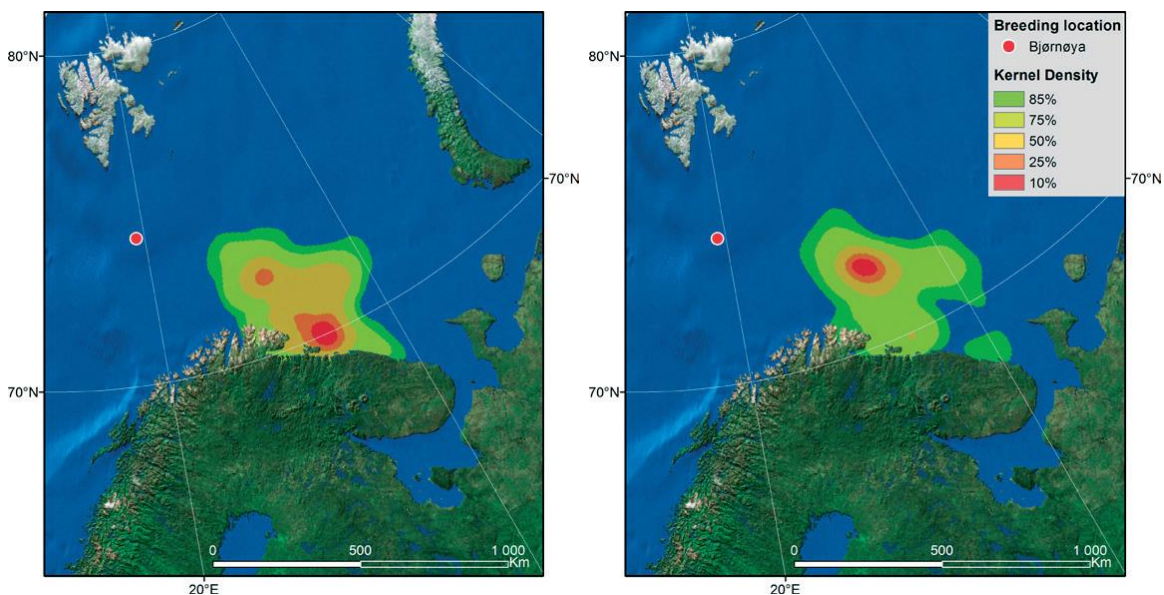 80°N
70°N
70°N
0 500 1 000
Km
20°E
Breeding location
Bjørnøya
Kernel Density
85%
75%
50%
25%
10%
80°N
70°N
70°N
0 500 1 000
Km
20°E